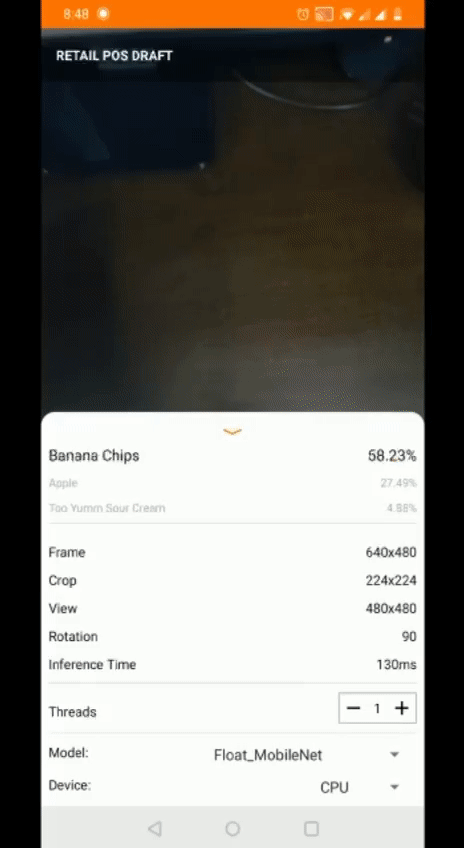 8:48
RETAIL POS DRAFT
Banana Chips 58.23%
Apple 27.49%
Too Yumm Sour Cream 4.88%
Frame 640x480
Crop 224x224
View 480x480
Rotation 90
Inference Time 130ms
Threads − 1 +
Model: Float_MobileNet
Device: CPU